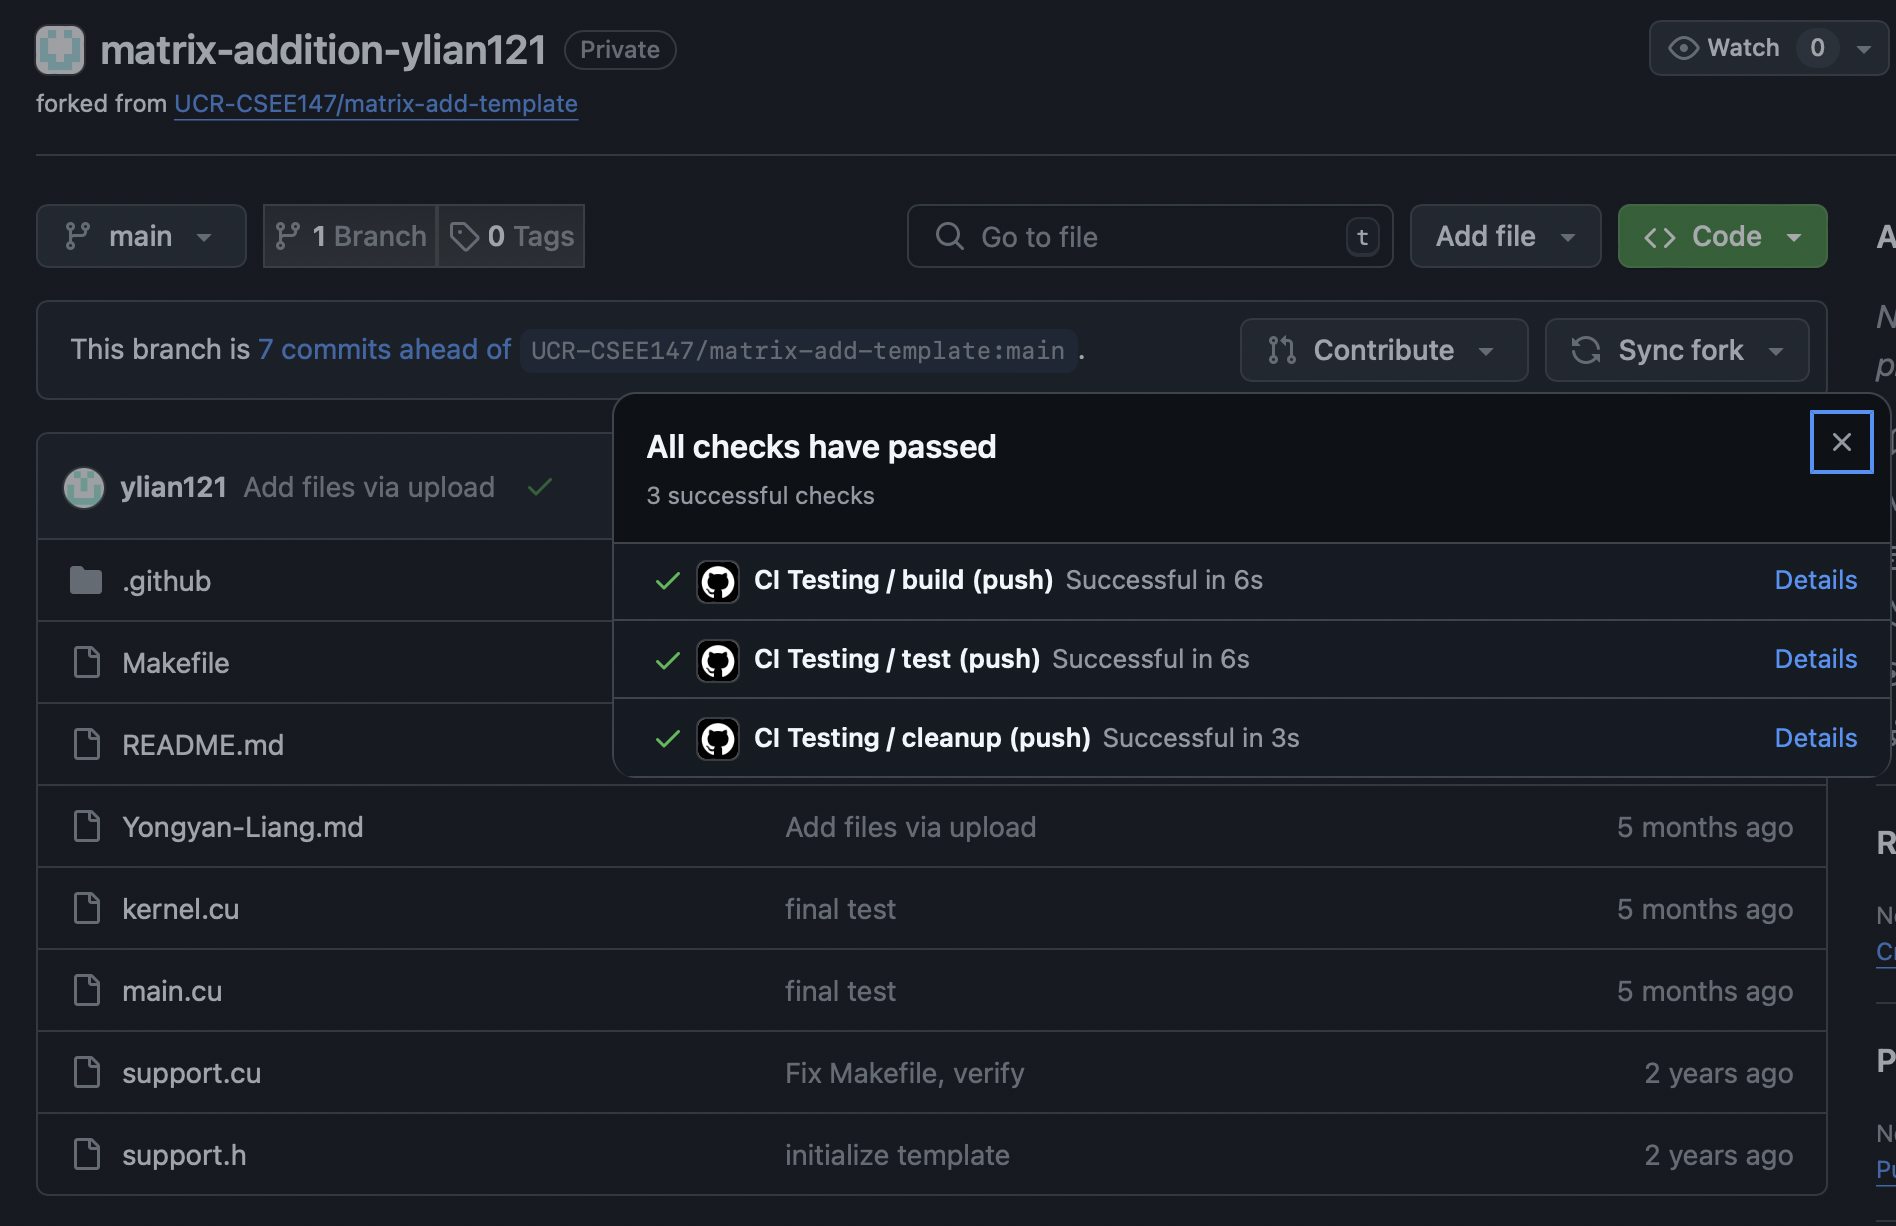 matrix-addition-ylian121 Private
Watch 0
forked from UCR-CSEE147/matrix-add-template
main
1 Branch
0 Tags
Go to file t
Add file
Code
This branch is 7 commits ahead of UCR-CSEE147/matrix-add-template:main .
Contribute
Sync fork
All checks have passed
3 successful checks
ylian121 Add files via upload
CI Testing / build (push) Successful in 6s Details
CI Testing / test (push) Successful in 6s Details
CI Testing / cleanup (push) Successful in 3s Details
.github
Makefile
README.md
Yongyan-Liang.md Add files via upload 5 months ago
kernel.cu final test 5 months ago
main.cu final test 5 months ago
support.cu Fix Makefile, verify 2 years ago
support.h initialize template 2 years ago